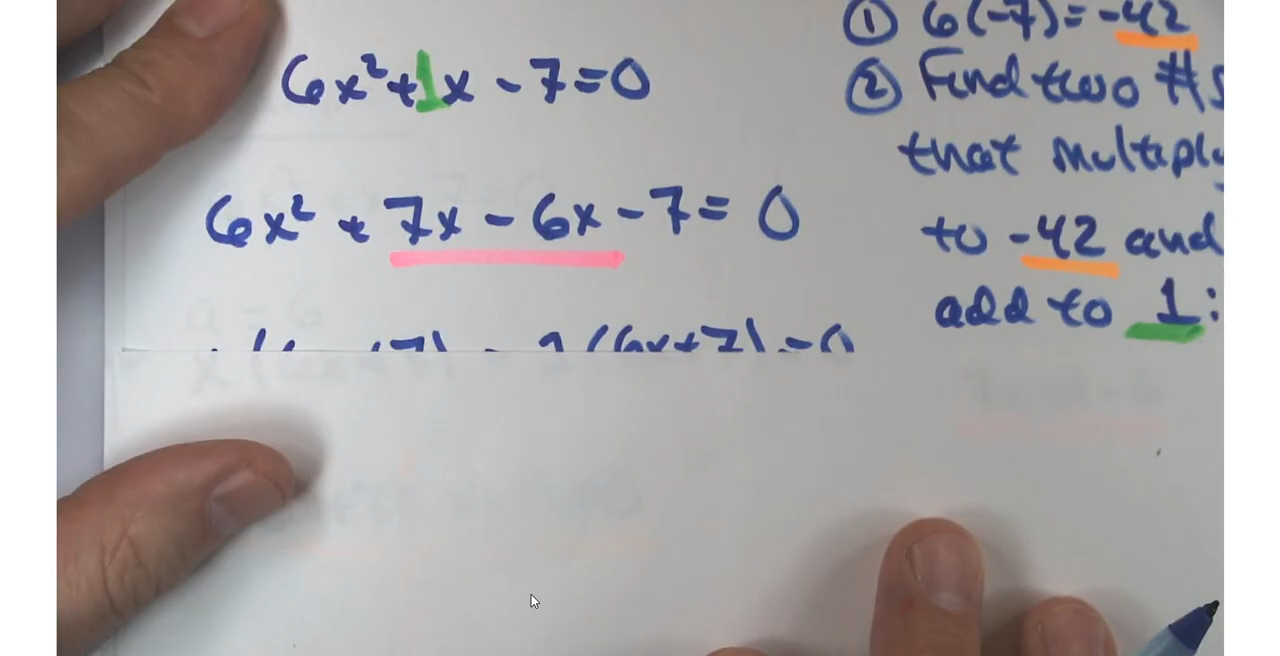 6x² + 1x - 7 = 0
6x² + 7x - 6x - 7 = 0
① 6(-7) = -42
② Find two #s
that multiply
to -42 and
add to 1: